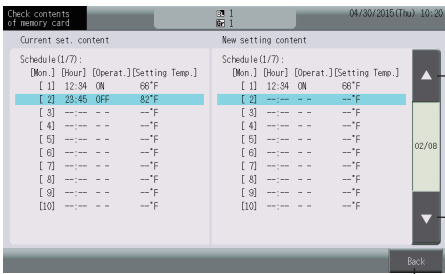 Check contents
of memory card
BL 1
Gr 1
04/30/2015(Thu) 10:20
Current set. content
New setting content
Schedule(1/7):
[Mon.] [Hour] [Operat.][Setting Temp.]
[ 1] 12:34 ON 66°F
[ 2] 23:45 OFF 82°F
[ 3] --:-- - - --°F
[ 4] --:-- - - --°F
[ 5] --:-- - - --°F
[ 6] --:-- - - --°F
[ 7] --:-- - - --°F
[ 8] --:-- - - --°F
[ 9] --:-- - - --°F
[10] --:-- - - --°F
Schedule(1/7):
[Mon.] [Hour] [Operat.][Setting Temp.]
[ 1] 12:34 ON 66°F
[ 2] --:-- - - --°F
[ 3] --:-- - - --°F
[ 4] --:-- - - --°F
[ 5] --:-- - - --°F
[ 6] --:-- - - --°F
[ 7] --:-- - - --°F
[ 8] --:-- - - --°F
[ 9] --:-- - - --°F
[10] --:-- - - --°F
02/08
Back